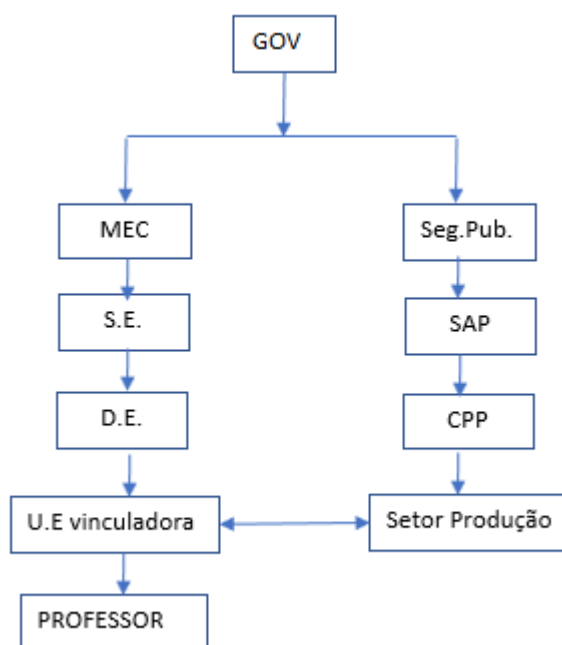 GOV
MEC
Seg.Pub.
S.E.
SAP
D.E.
CPP
U.E vinculadora
Setor Produção
PROFESSOR